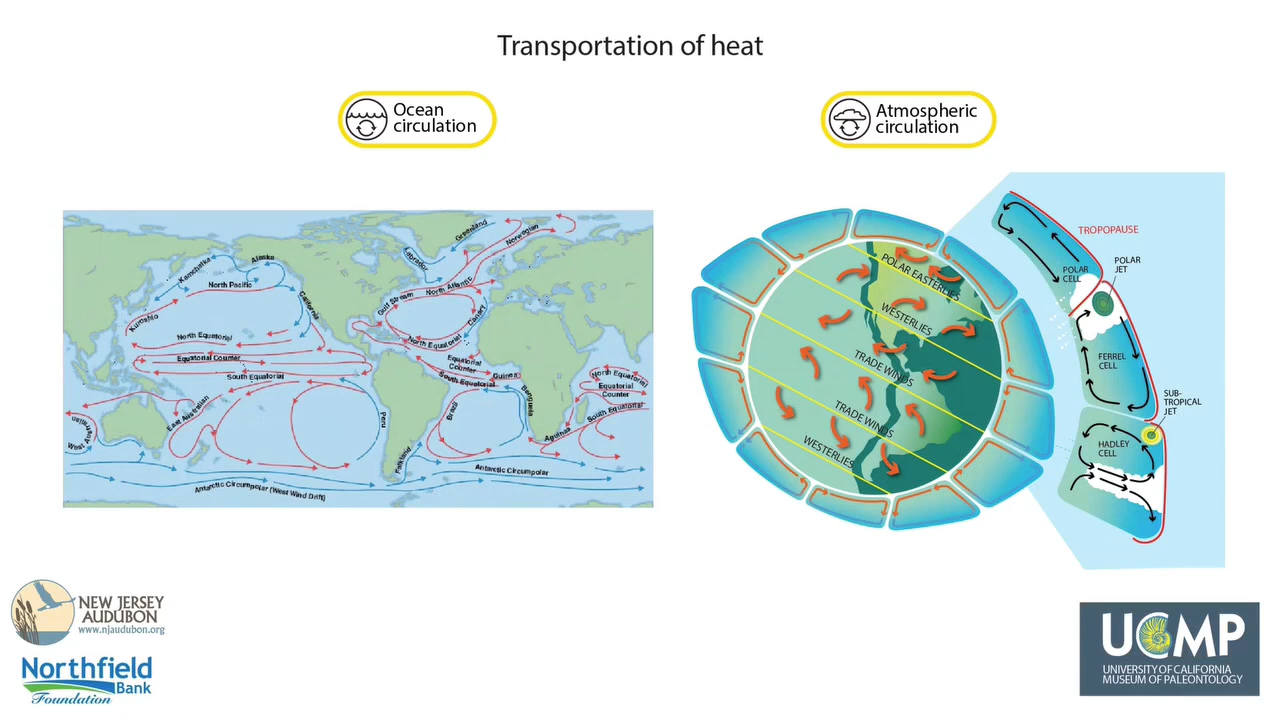 Transportation of heat
Ocean
circulation
Atmospheric
circulation
Kamchatka
Alaska
North Pacific
California
Kuroshio
North Equatorial
Equatorial Counter
South Equatorial
East Australian
West Australian
Peru
Antarctic Circumpolar (West Wind Drift)
Antarctic Circumpolar
Labrador
Greenland
Norwegian
Gulf Stream
North Atlantic
Canary
North Equatorial
Equatorial
Counter
South Equatorial
Guinea
Brazil
Benguela
Falkland
Agulhas
North Equatorial
Equatorial
Counter
South Equatorial
POLAR EASTERLIES
WESTERLIES
TRADE WINDS
TRADE WINDS
WESTERLIES
TROPOPAUSE
POLAR
CELL
POLAR
JET
FERREL
CELL
SUB-
TROPICAL
JET
HADLEY
CELL
NEW JERSEY
AUDUBON
www.njaudubon.org
Northfield
Bank
Foundation
UCMP
UNIVERSITY OF CALIFORNIA
MUSEUM OF PALEONTOLOGY